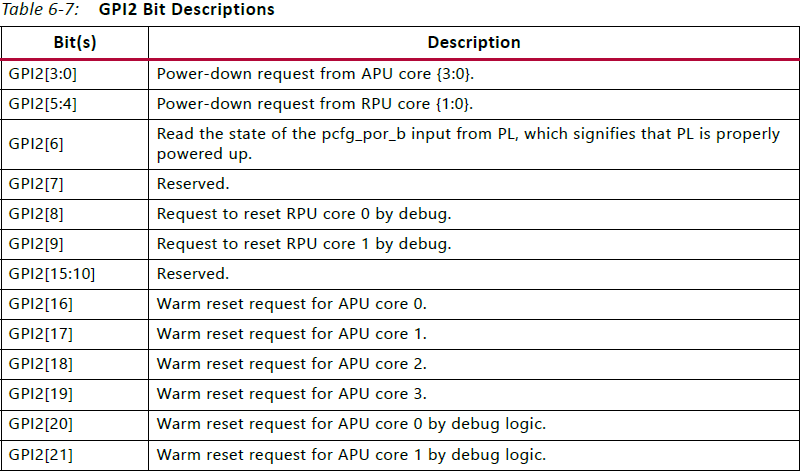 Table 6-7: GPI2 Bit Descriptions
Bit(s) Description
GPI2[3:0] Power-down request from APU core {3:0}.
GPI2[5:4] Power-down request from RPU core {1:0}.
GPI2[6] Read the state of the pcfg_por_b input from PL, which signifies that PL is properly
powered up.
GPI2[7] Reserved.
GPI2[8] Request to reset RPU core 0 by debug.
GPI2[9] Request to reset RPU core 1 by debug.
GPI2[15:10] Reserved.
GPI2[16] Warm reset request for APU core 0.
GPI2[17] Warm reset request for APU core 1.
GPI2[18] Warm reset request for APU core 2.
GPI2[19] Warm reset request for APU core 3.
GPI2[20] Warm reset request for APU core 0 by debug logic.
GPI2[21] Warm reset request for APU core 1 by debug logic.